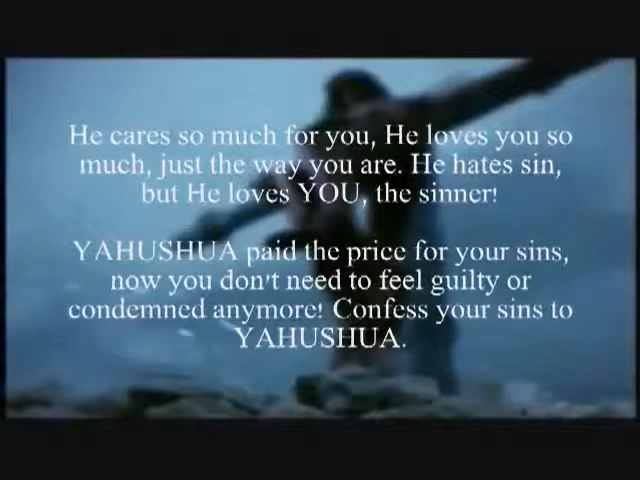 He cares so much for you, He loves you so
much, just the way you are. He hates sin,
but He loves YOU, the sinner!
YAHUSHUA paid the price for your sins,
now you don't need to feel guilty or
condemned anymore! Confess your sins to
YAHUSHUA.